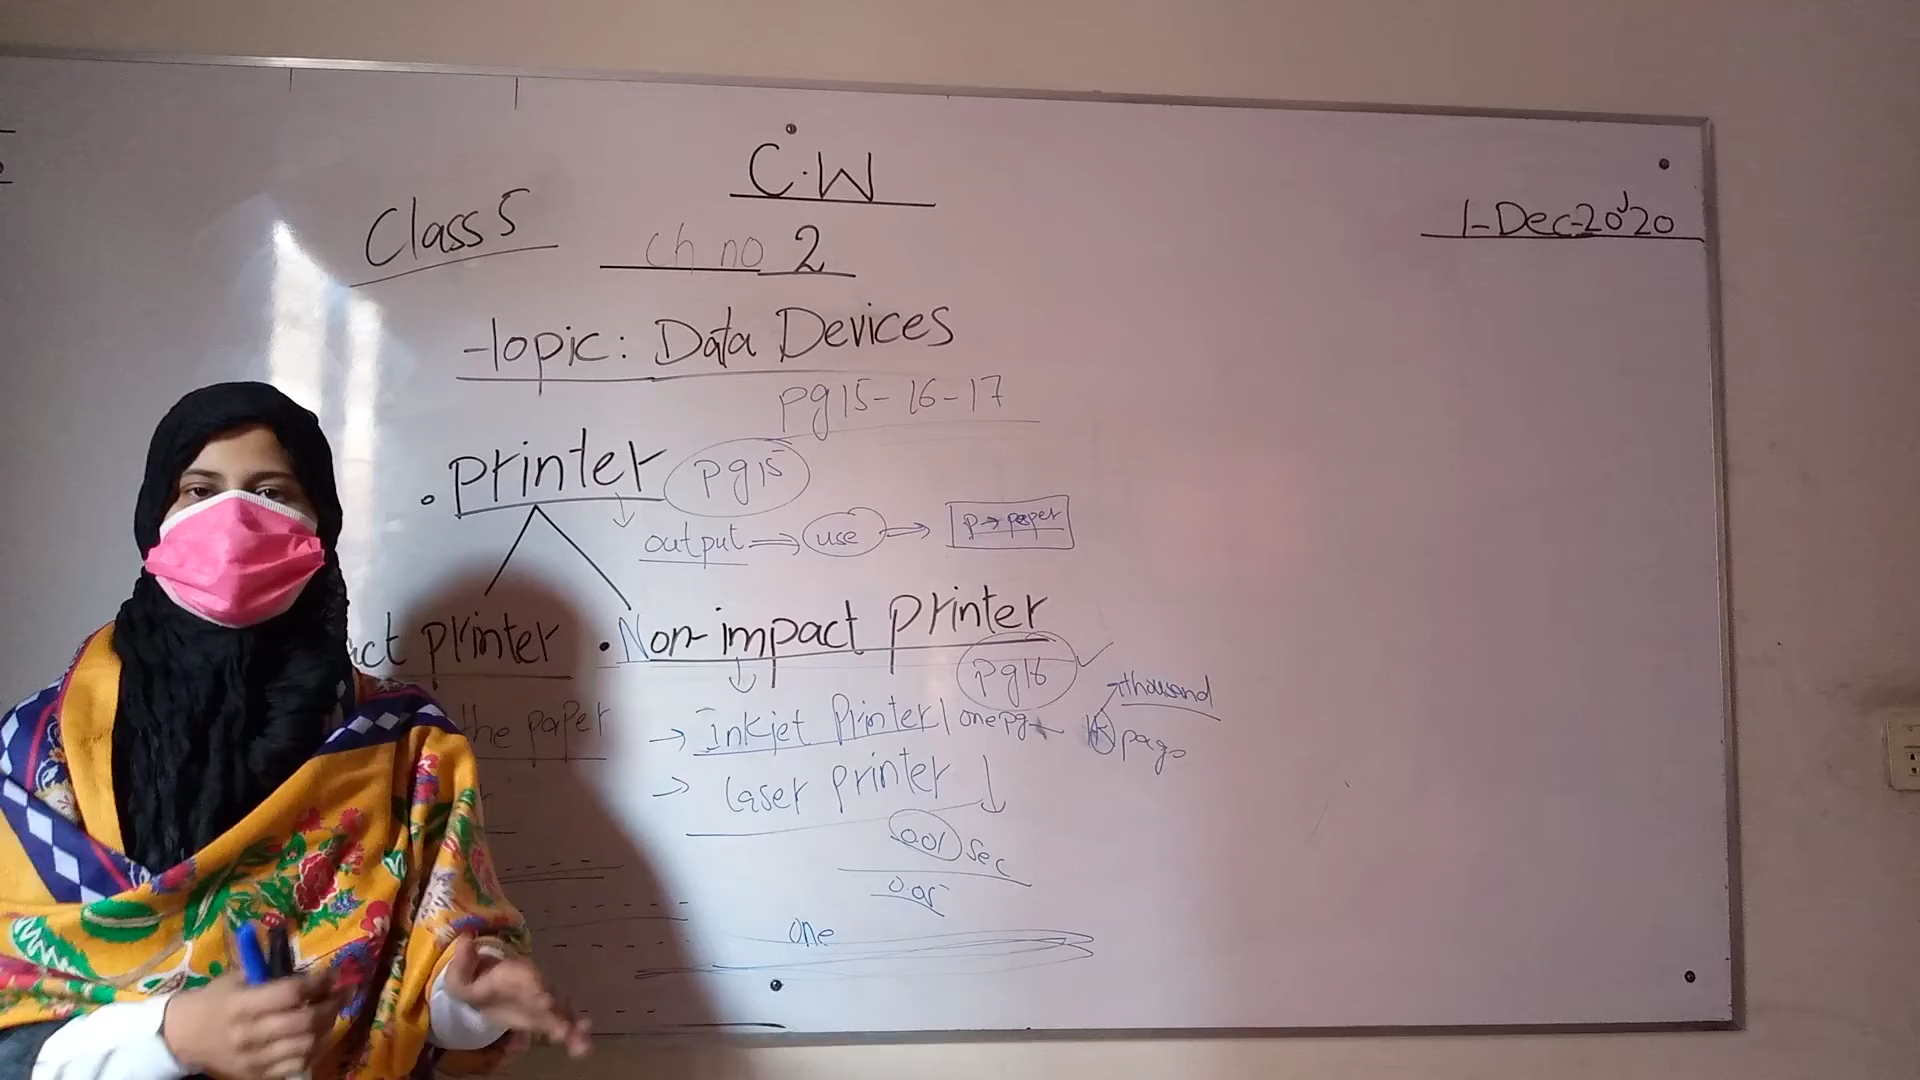 C.W
1-Dec-2020
Class 5
ch no 2
Topic: Data Devices
pg 15-16-17
• printer pg 15
output ⇒ use → p → paper
act printer • Non-impact printer
pg 16 thousand
the paper → Inkjet Printer one pg page
→ laser printer
0.01 sec
0.05
one